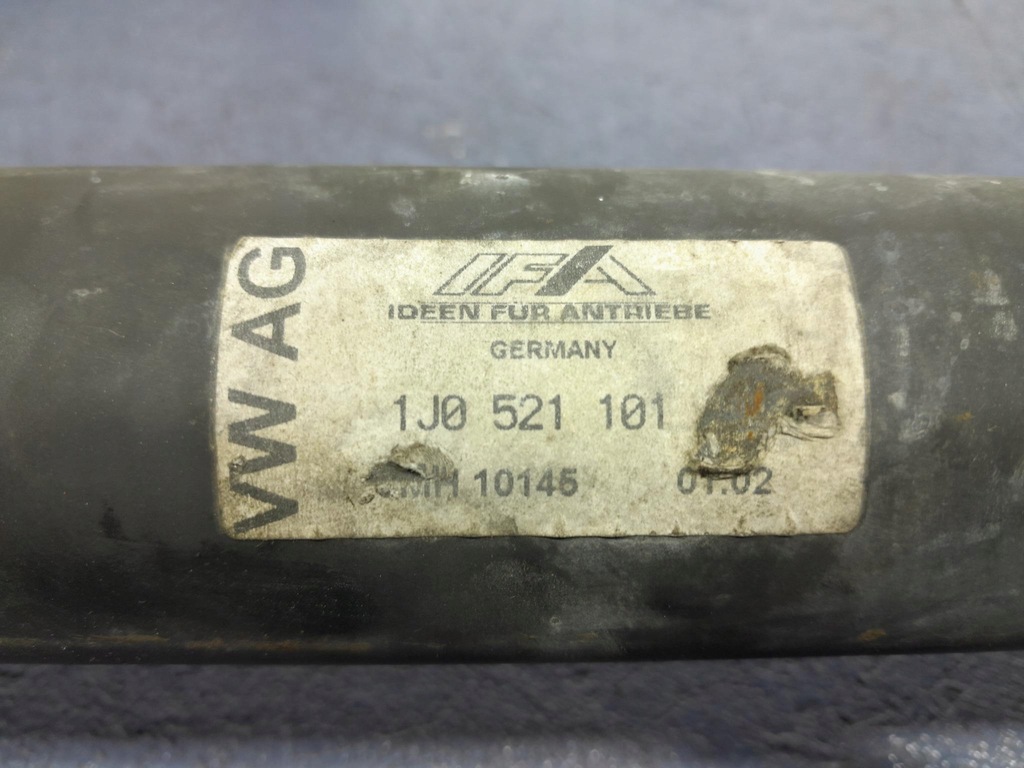 VW AG
IFA
IDEEN FÜR ANTRIEBE
GERMANY
1J0 521 101
10145 01.02